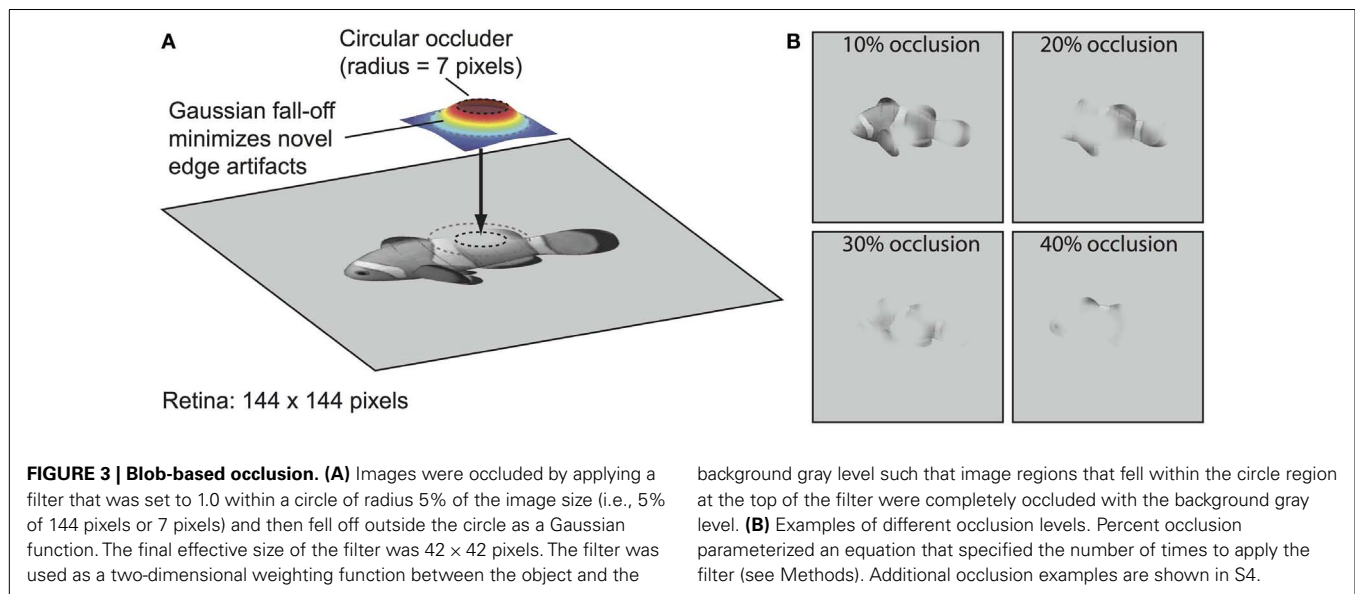 A
Circular occluder
(radius = 7 pixels)
Gaussian fall-off
minimizes novel
edge artifacts
Retina: 144 x 144 pixels
B
10% occlusion
20% occlusion
30% occlusion
40% occlusion
FIGURE 3 | Blob-based occlusion. (A) Images were occluded by applying a
filter that was set to 1.0 within a circle of radius 5% of the image size (i.e., 5%
of 144 pixels or 7 pixels) and then fell off outside the circle as a Gaussian
function. The final effective size of the filter was 42 × 42 pixels. The filter was
used as a two-dimensional weighting function between the object and the
background gray level such that image regions that fell within the circle region
at the top of the filter were completely occluded with the background gray
level. (B) Examples of different occlusion levels. Percent occlusion
parameterized an equation that specified the number of times to apply the
filter (see Methods). Additional occlusion examples are shown in S4.